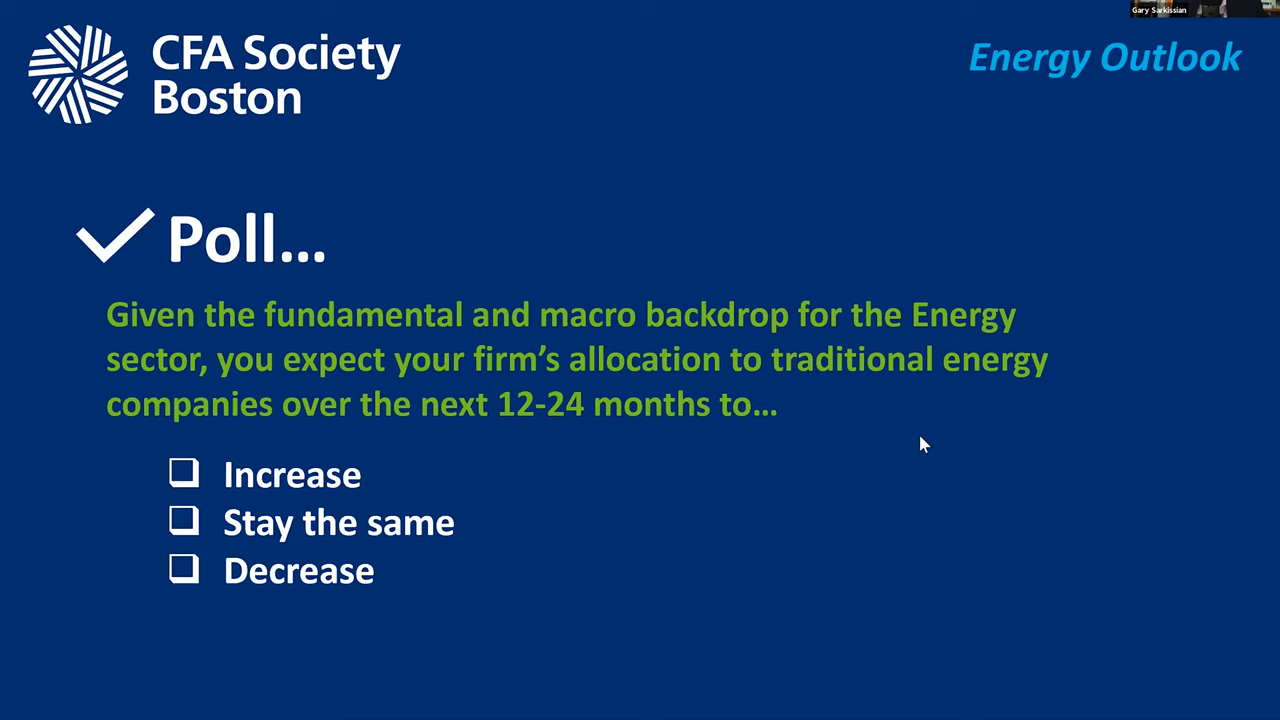 Gary Sarkissian
CFA Society
Boston
Energy Outlook
Poll...
Given the fundamental and macro backdrop for the Energy
sector, you expect your firm’s allocation to traditional energy
companies over the next 12-24 months to...
Increase
Stay the same
Decrease